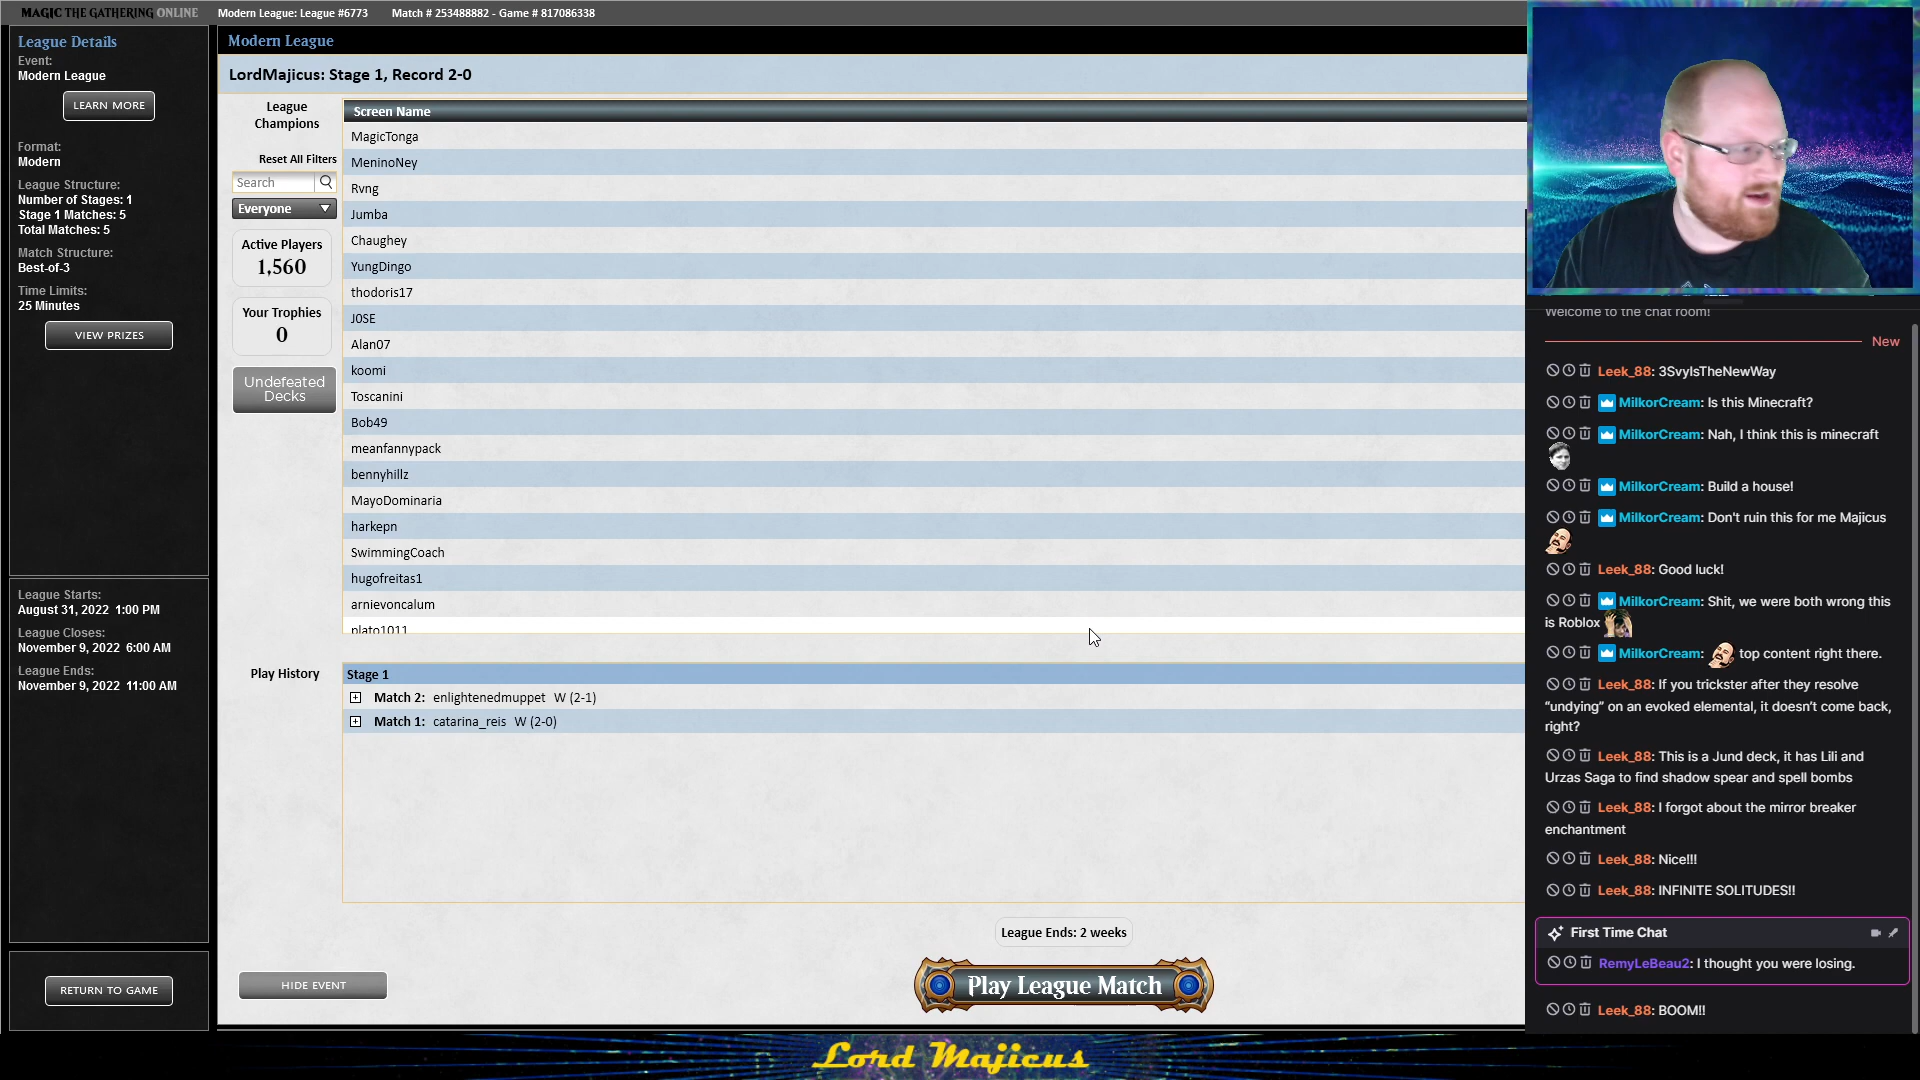 MAGIC THE GATHERING ONLINE
Modern League: League #6773
Match # 253488882 - Game # 817086338
League Details
Event:
Modern League
LEARN MORE
Format:
Modern
League Structure:
Number of Stages: 1
Stage 1 Matches: 5
Total Matches: 5
Match Structure:
Best-of-3
Time Limits:
25 Minutes
VIEW PRIZES
League Starts:
August 31, 2022 1:00 PM
League Closes:
November 9, 2022 6:00 AM
League Ends:
November 9, 2022 11:00 AM
RETURN TO GAME
Modern League
LordMajicus: Stage 1, Record 2-0
League
Champions
Reset All Filters
Search
Everyone
Active Players
1,560
Your Trophies
0
Undefeated
Decks
Screen Name
MagicTonga
MeninoNey
Rvng
Jumba
Chaughey
YungDingo
thodoris17
J0SE
Alan07
koomi
Toscanini
Bob49
meanfannypack
bennyhillz
MayoDominaria
harkepn
SwimmingCoach
hugofreitas1
arnievoncalum
plato1011
Play History
Stage 1
Match 2: enlightenedmuppet W (2-1)
Match 1: catarina_reis W (2-0)
League Ends: 2 weeks
HIDE EVENT
Play League Match
Welcome to the chat room!
New
Leek_88: 3SvyIsTheNewWay
MilkorCream: Is this Minecraft?
MilkorCream: Nah, I think this is minecraft
MilkorCream: Build a house!
MilkorCream: Don't ruin this for me Majicus
Leek_88: Good luck!
MilkorCream: Shit, we were both wrong this
is Roblox
MilkorCream: top content right there.
Leek_88: If you trickster after they resolve
“undying” on an evoked elemental, it doesn’t come back,
right?
Leek_88: This is a Jund deck, it has Lili and
Urzas Saga to find shadow spear and spell bombs
Leek_88: I forgot about the mirror breaker
enchantment
Leek_88: Nice!!!
Leek_88: INFINITE SOLITUDES!!
First Time Chat
RemyLeBeau2: I thought you were losing.
Leek_88: BOOM!!
Lord Majicus